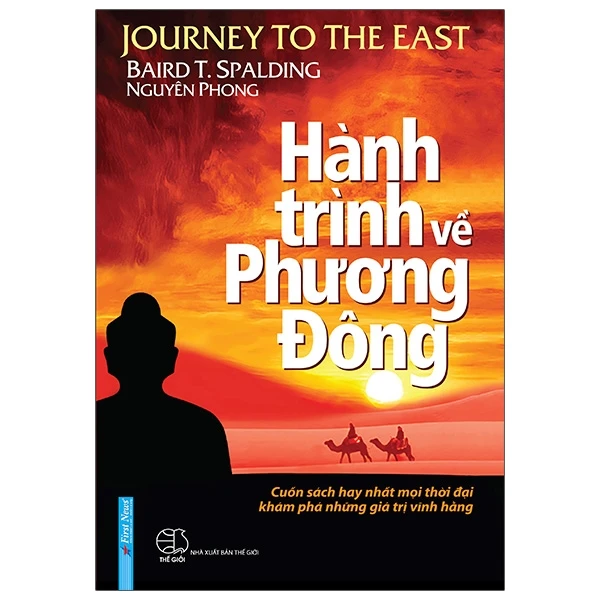 JOURNEY TO THE EAST
BAIRD T. SPALDING
NGUYÊN PHONG
Hành
trình về
Phương
Đông
Cuốn sách hay nhất mọi thời đại
khám phá những giá trị vĩnh hằng
First News
THẾ GIỚI
NHÀ XUẤT BẢN THẾ GIỚI